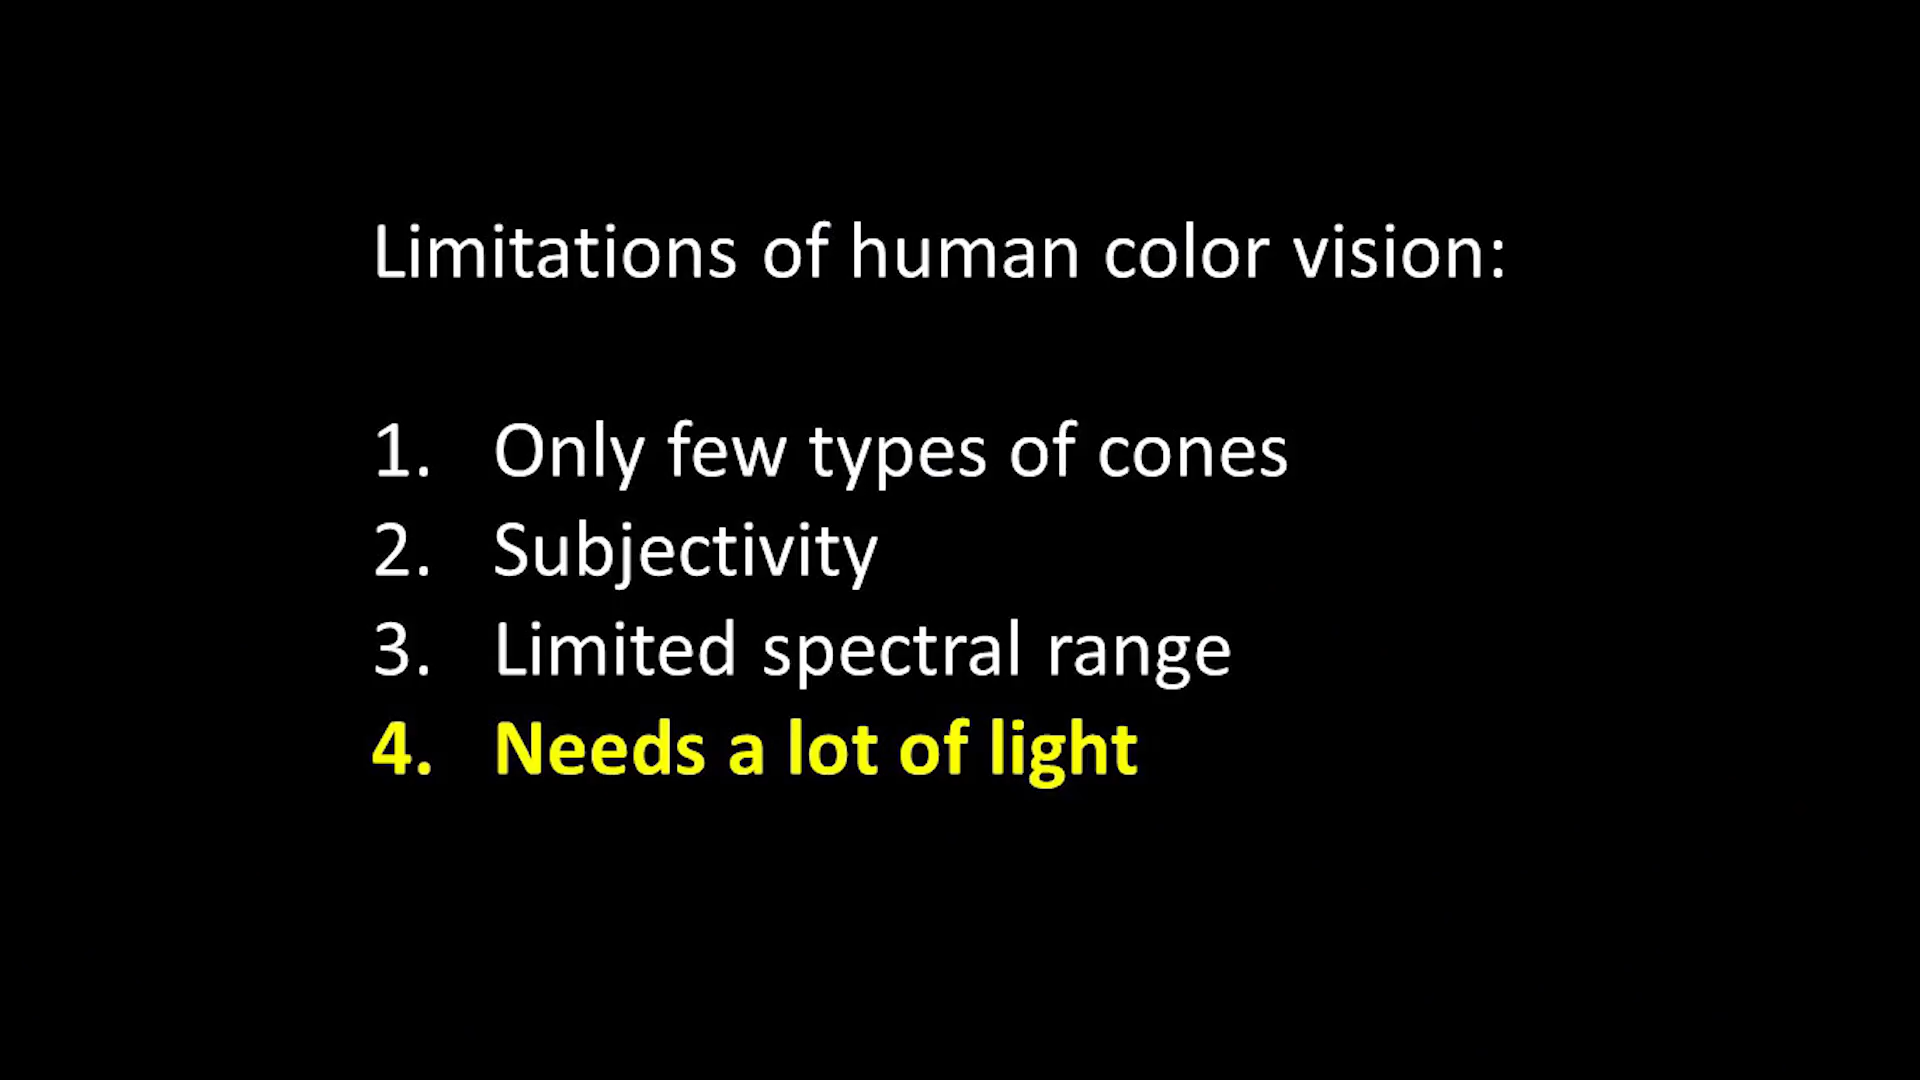 Limitations of human color vision:
1. Only few types of cones
2. Subjectivity
3. Limited spectral range
4. Needs a lot of light